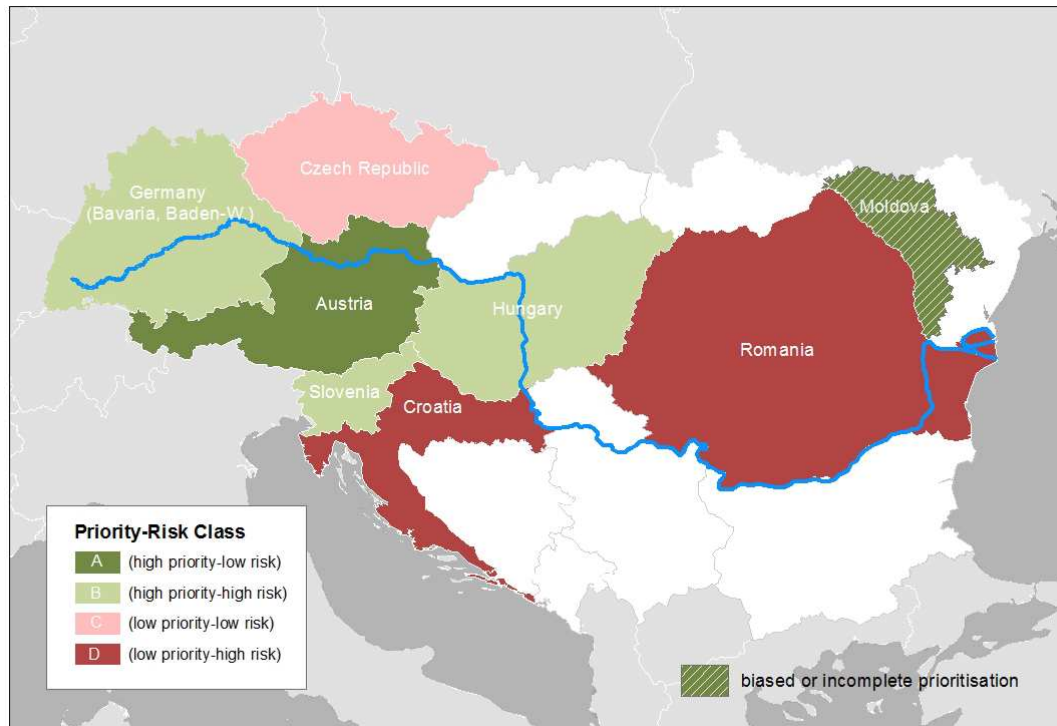 Czech Republic
Germany
(Bavaria, Baden-W.)
Moldova
Austria
Hungary
Romania
Slovenia
Croatia
Priority-Risk Class
A (high priority-low risk)
B (high priority-high risk)
C (low priority-low risk)
D (low priority-high risk)
biased or incomplete prioritisation